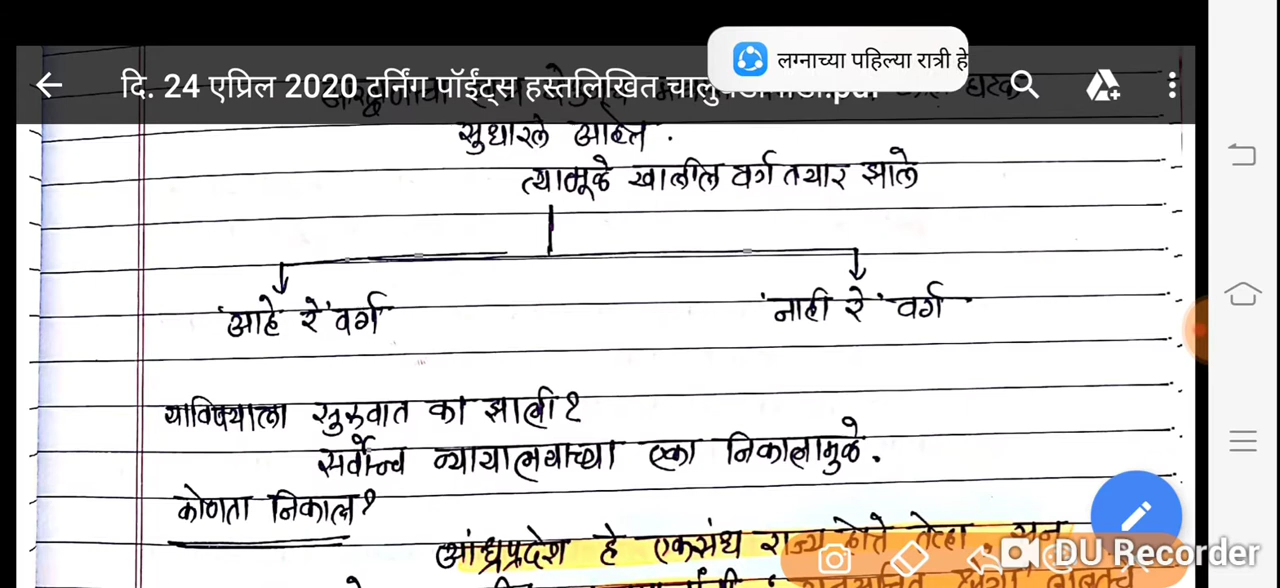 लग्नाच्या पहिल्या रात्री हे
दि. 24 एप्रिल 2020 टर्निंग पॉईंट्स हस्तलिखित चालु
सुधारले आहेत.
त्यामूळे खालील वर्ग तयार झाले
'आहे रे' वर्ग
'नाही रे' वर्ग
याविषयाला सुरुवात का झाली?
सर्वोच्च न्यायालयाच्या एका निकालामुळे.
कोणता निकाल?
आंध्रप्रदेश हे एकसंध राज्य होते तेव्हा सन
DU Recorder